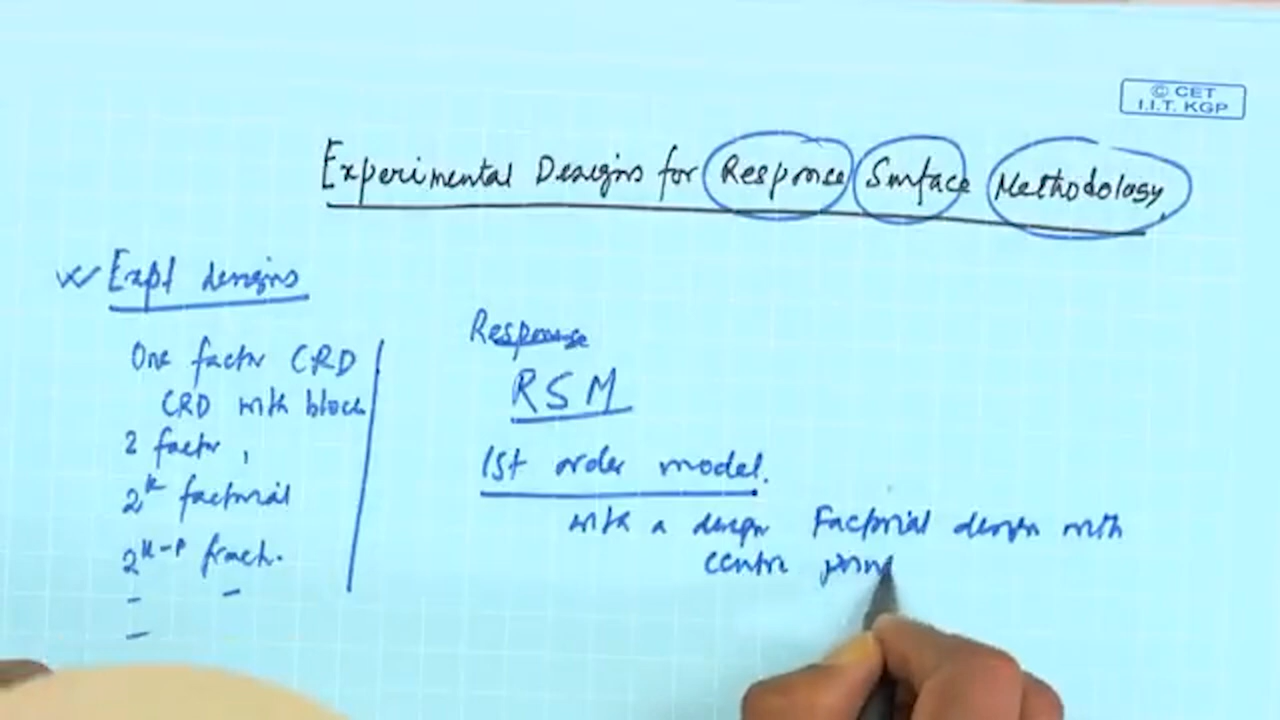 © CET
I.I.T. KGP
Experimental Designs for Response Surface Methodology
Expt designs
One factor CRD
CRD with block
2 factor,
2^k factorial
2^k-p fract.
Response
RSM
1st order model.
with a design Factorial design with
centre poin